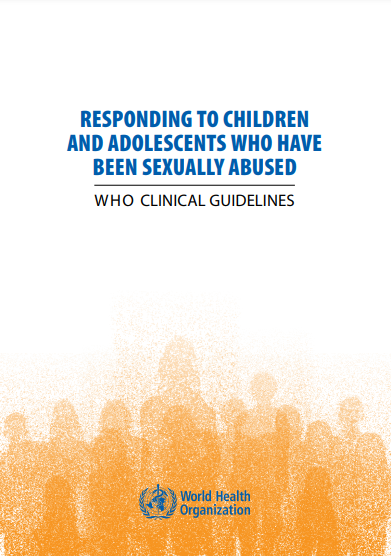 RESPONDING TO CHILDREN
AND ADOLESCENTS WHO HAVE
BEEN SEXUALLY ABUSED
WHO CLINICAL GUIDELINES
World Health
Organization